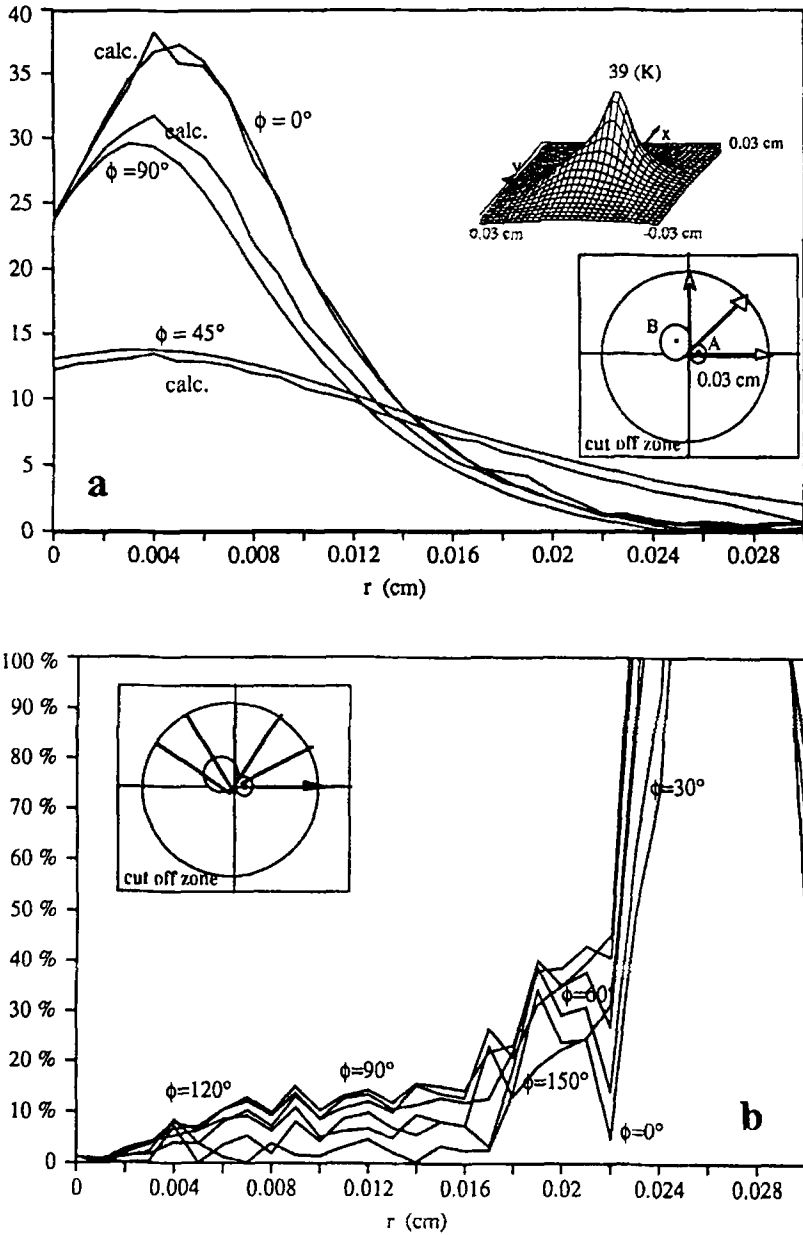 40
35
30
25
20
15
10
5
0
calc.
calc.
ϕ = 0°
ϕ = 90°
ϕ = 45°
calc.
39 (K)
x
y
0.03 cm
0.03 cm
-0.03 cm
B
A
0.03 cm
cut off zone
a
0 0.004 0.008 0.012 0.016 0.020 0.024 0.028
r (cm)
100 %
90 %
80 %
70 %
60 %
50 %
40 %
30 %
20 %
10 %
0
cut off zone
ϕ=30°
ϕ=60°
ϕ=90°
ϕ=120°
ϕ=150°
ϕ=0°
b
0 0.004 0.008 0.012 0.016 0.02 0.024 0.028
r (cm)